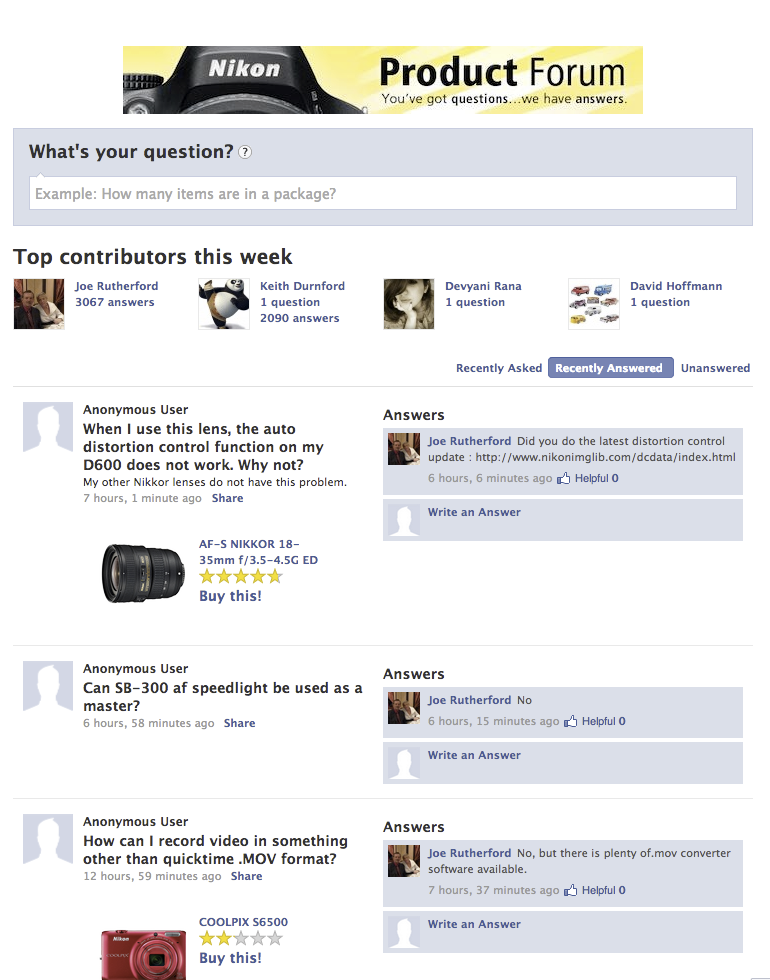 Nikon
Product Forum
You've got questions...we have answers.
What's your question? ?
Example: How many items are in a package?
Top contributors this week
Joe Rutherford
3067 answers
Keith Durnford
1 question
2090 answers
Devyani Rana
1 question
David Hoffmann
1 question
Recently Asked Recently Answered Unanswered
Anonymous User
When I use this lens, the auto
distortion control function on my
D600 does not work. Why not?
My other Nikkor lenses do not have this problem.
7 hours, 1 minute ago Share
AF-S NIKKOR 18-
35mm f/3.5-4.5G ED
Buy this!
Answers
Joe Rutherford Did you do the latest distortion control
update : http://www.nikonimglib.com/dcdata/index.html
6 hours, 6 minutes ago Helpful 0
Write an Answer
Anonymous User
Can SB-300 af speedlight be used as a
master?
6 hours, 58 minutes ago Share
Answers
Joe Rutherford No
6 hours, 15 minutes ago Helpful 0
Write an Answer
Anonymous User
How can I record video in something
other than quicktime .MOV format?
12 hours, 59 minutes ago Share
Nikon
COOLPIX
COOLPIX S6500
Buy this!
Answers
Joe Rutherford No, but there is plenty of.mov converter
software available.
7 hours, 37 minutes ago Helpful 0
Write an Answer